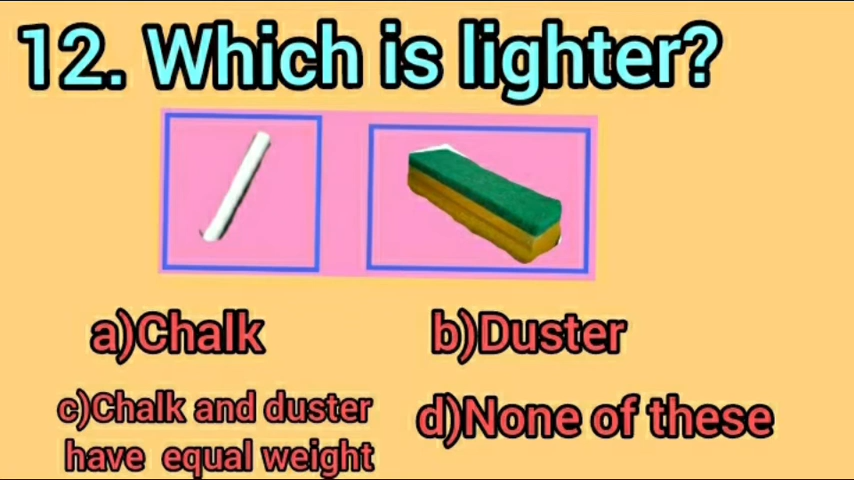 12. Which is lighter?
a)Chalk
b)Duster
c)Chalk and duster
have equal weight
d)None of these